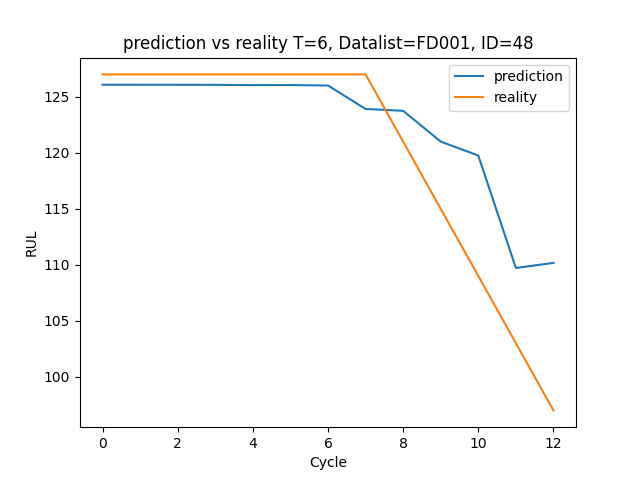 prediction vs reality T=6, Datalist=FD001, ID=48
prediction
reality
RUL
125
120
115
110
105
100
0 2 4 6 8 10 12
Cycle